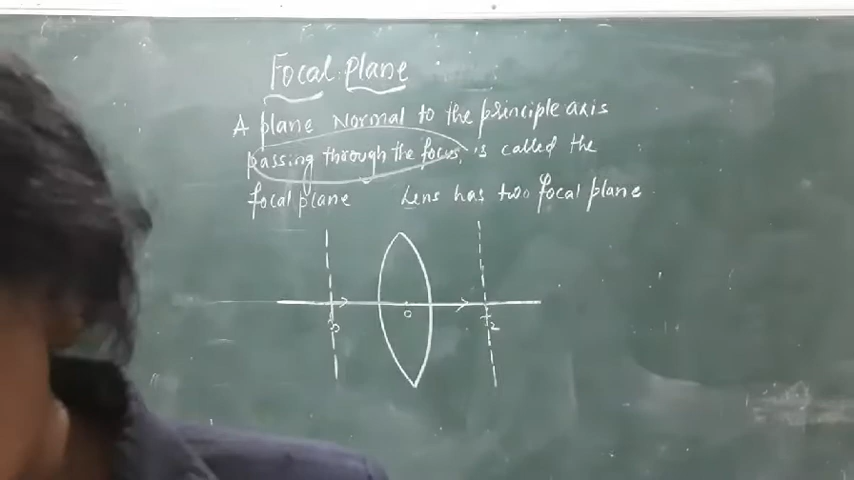 Focal Plane
A plane Normal to the principle axis
passing through the focus, is called the
focal plane Lens has two focal plane
O
F2